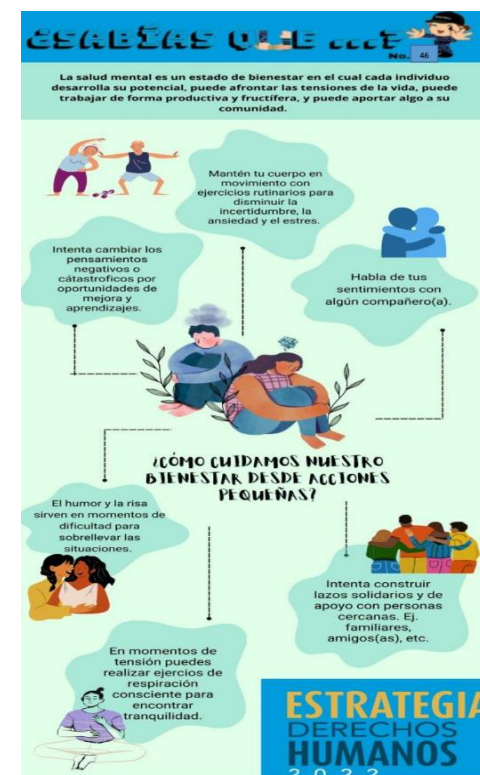 ¿SABÍAS QUE ...?
No. 46
La salud mental es un estado de bienestar en el cual cada individuo
desarrolla su potencial, puede afrontar las tensiones de la vida, puede
trabajar de forma productiva y fructífera, y puede aportar algo a su
comunidad.
Mantén tu cuerpo en
movimiento con
ejercicios rutinarios para
disminuir la
incertidumbre, la
ansiedad y el estres.
Intenta cambiar los
pensamientos
negativos o
cátastroficos por
oportunidades de
mejora y
aprendizajes.
Habla de tus
sentimientos con
algún compañero(a).
¿CÓMO CUIDAMOS NUESTRO
BIENESTAR DESDE ACCIONES
PEQUEÑAS?
El humor y la risa
sirven en momentos de
dificultad para
sobrellevar las
situaciones.
Intenta construir
lazos solidarios y de
apoyo con personas
cercanas. Ej.
familiares,
amigos(as), etc.
En momentos de
tensión puedes
realizar ejercios de
respiración
consciente para
encontrar
tranquilidad.
ESTRATEGIA
DERECHOS
HUMANOS
2022